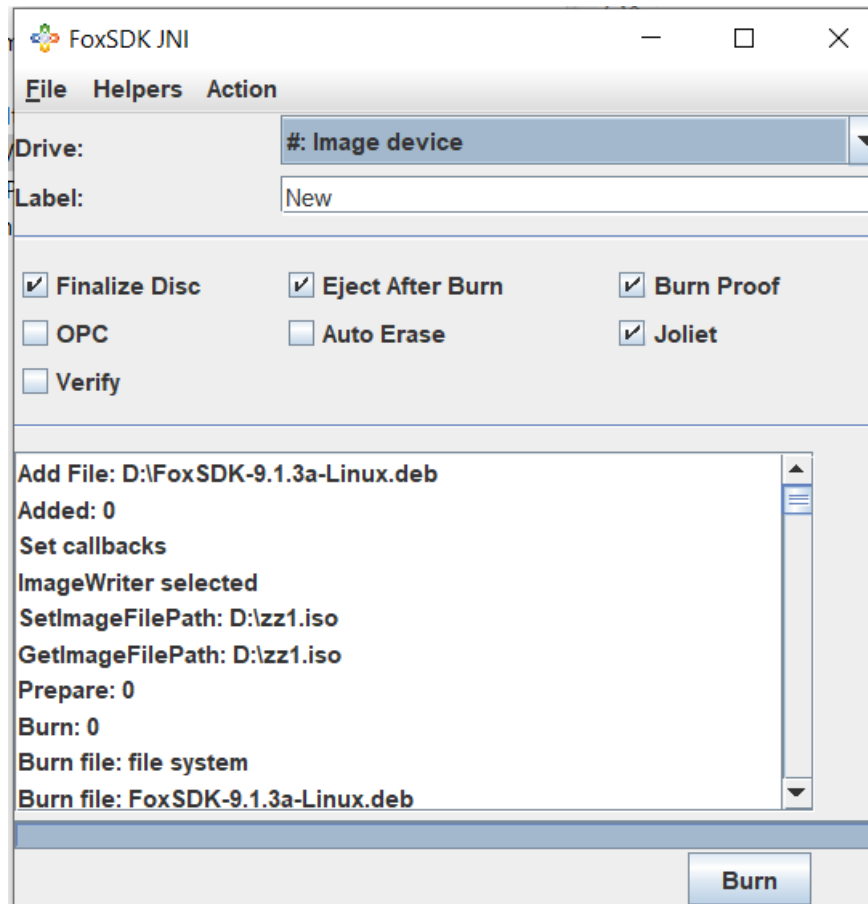 FoxSDK JNI
File Helpers Action
Drive: #: Image device
Label: New
Finalize Disc Eject After Burn Burn Proof
OPC Auto Erase Joliet
Verify
Add File: D:\FoxSDK-9.1.3a-Linux.deb
Added: 0
Set callbacks
ImageWriter selected
SetImageFilePath: D:\zz1.iso
GetImageFilePath: D:\zz1.iso
Prepare: 0
Burn: 0
Burn file: file system
Burn file: FoxSDK-9.1.3a-Linux.deb
Burn